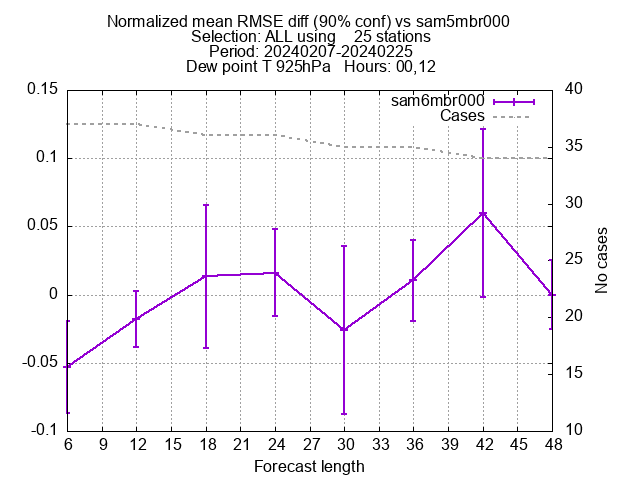 Normalized mean RMSE diff (90% conf) vs sam5mbr000
Selection: ALL using    25 stations
Period: 20240207-20240225
Dew point T 925hPa   Hours: 00,12
sam6mbr000
Cases
0.15
0.1
0.05
0
-0.05
-0.1
40
35
30
25
20
15
10
No cases
6 9 12 15 18 21 24 27 30 33 36 39 42 45 48
Forecast length